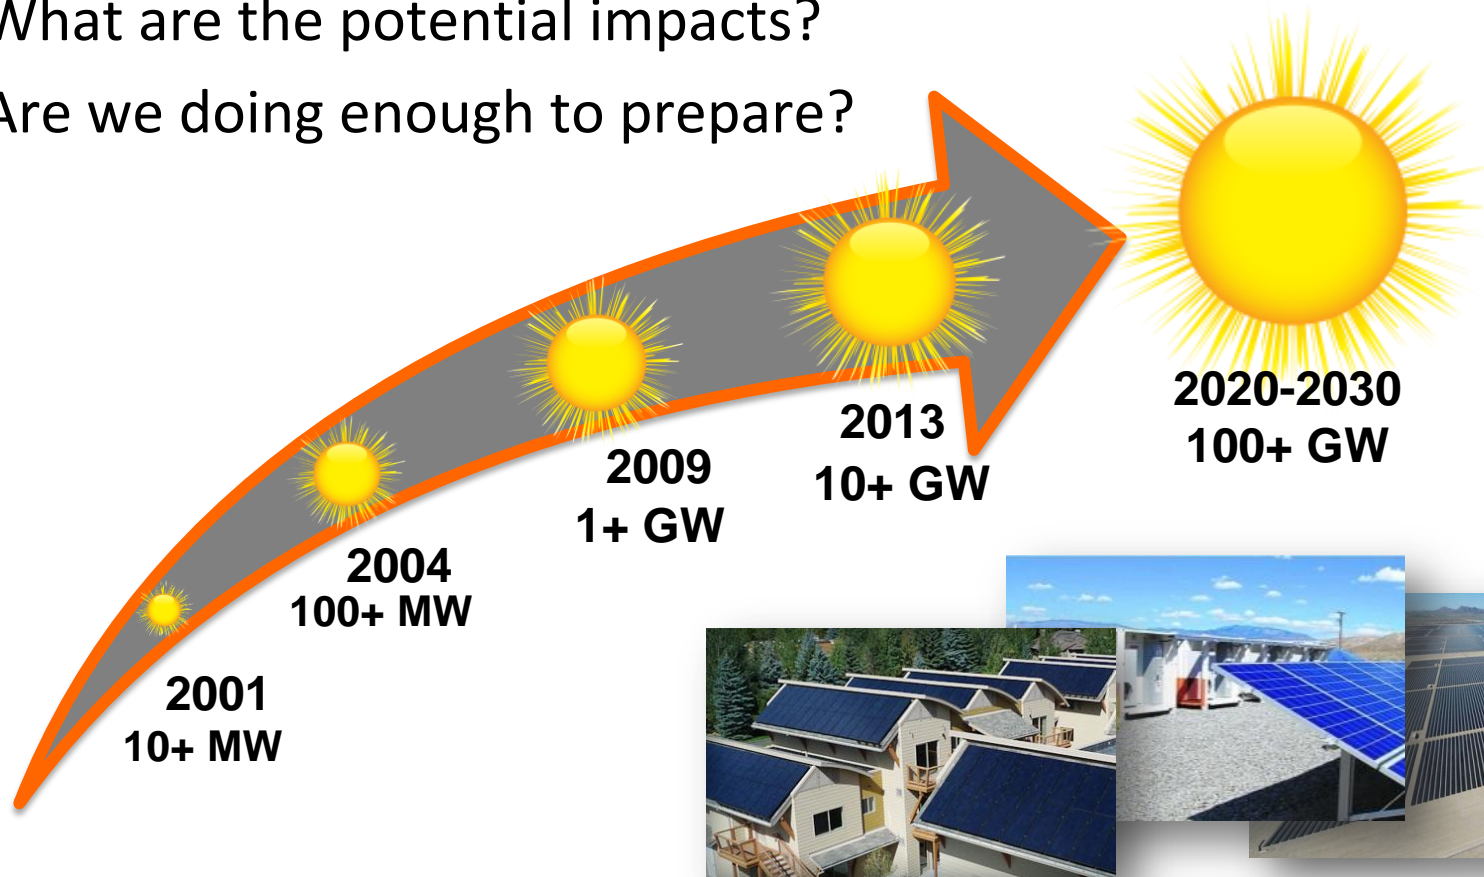 What are the potential impacts?
Are we doing enough to prepare?
2020-2030
100+ GW
2013
10+ GW
2009
1+ GW
2004
100+ MW
2001
10+ MW